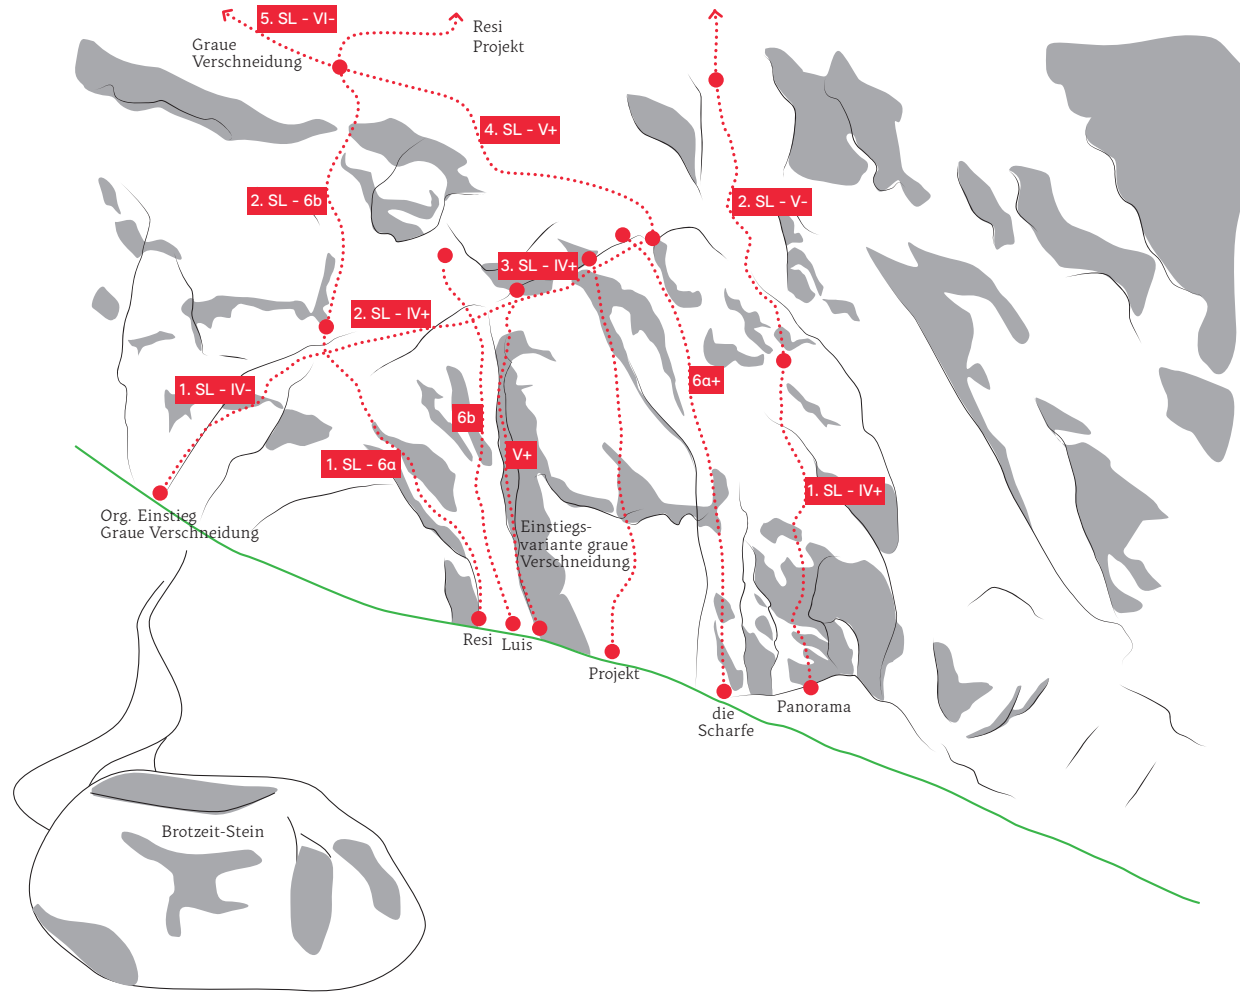 5. SL - VI-
Resi
Projekt
Graue
Verschneidung
4. SL - V+
2. SL - 6b
2. SL - V-
3. SL - IV+
2. SL - IV+
6a+
1. SL - IV-
6b
V+
1. SL - 6a
1. SL - IV+
Org. Einstieg
Graue Verschneidung
Einstiegs-
variante graue
Verschneidung
Resi
Luis
Projekt
die
Scharfe
Panorama
Brotzeit-Stein